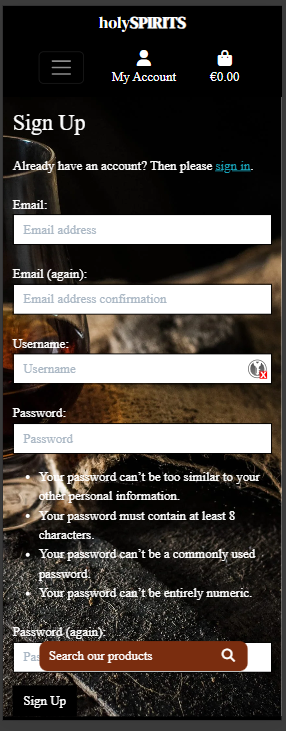 holySPIRITS
My Account
€0.00
Sign Up
Already have an account? Then please sign in.
Email:
Email address
Email (again):
Email address confirmation
Username:
Username
Password:
Password
Your password can’t be too similar to your
other personal information.
Your password must contain at least 8
characters.
Your password can’t be a commonly used
password.
Your password can’t be entirely numeric.
Password (again):
Search our products
Sign Up